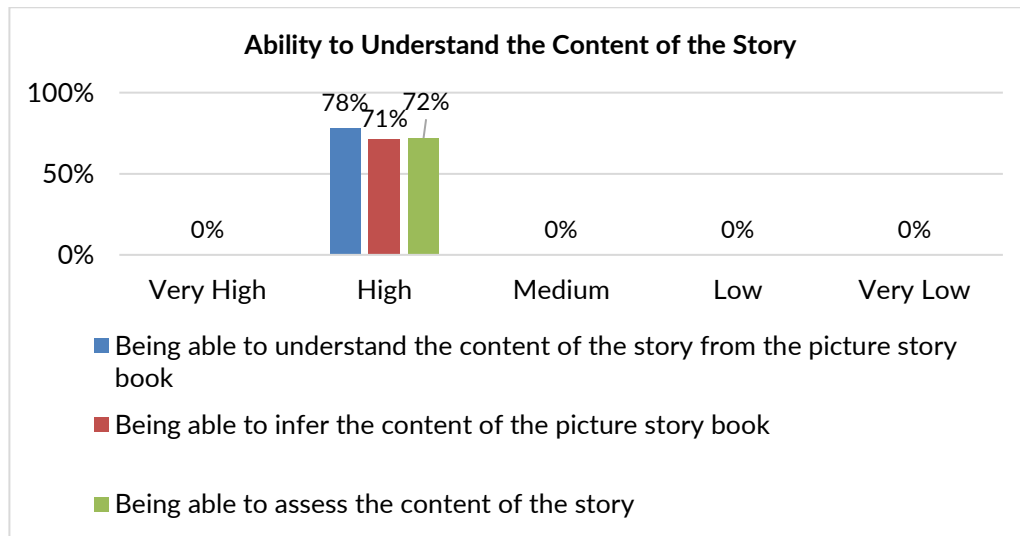 Ability to Understand the Content of the Story
100%
50%
0%
78%
71%
72%
0%
0%
0%
0%
Very High
High
Medium
Low
Very Low
Being able to understand the content of the story from the picture story
book
Being able to infer the content of the picture story book
Being able to assess the content of the story